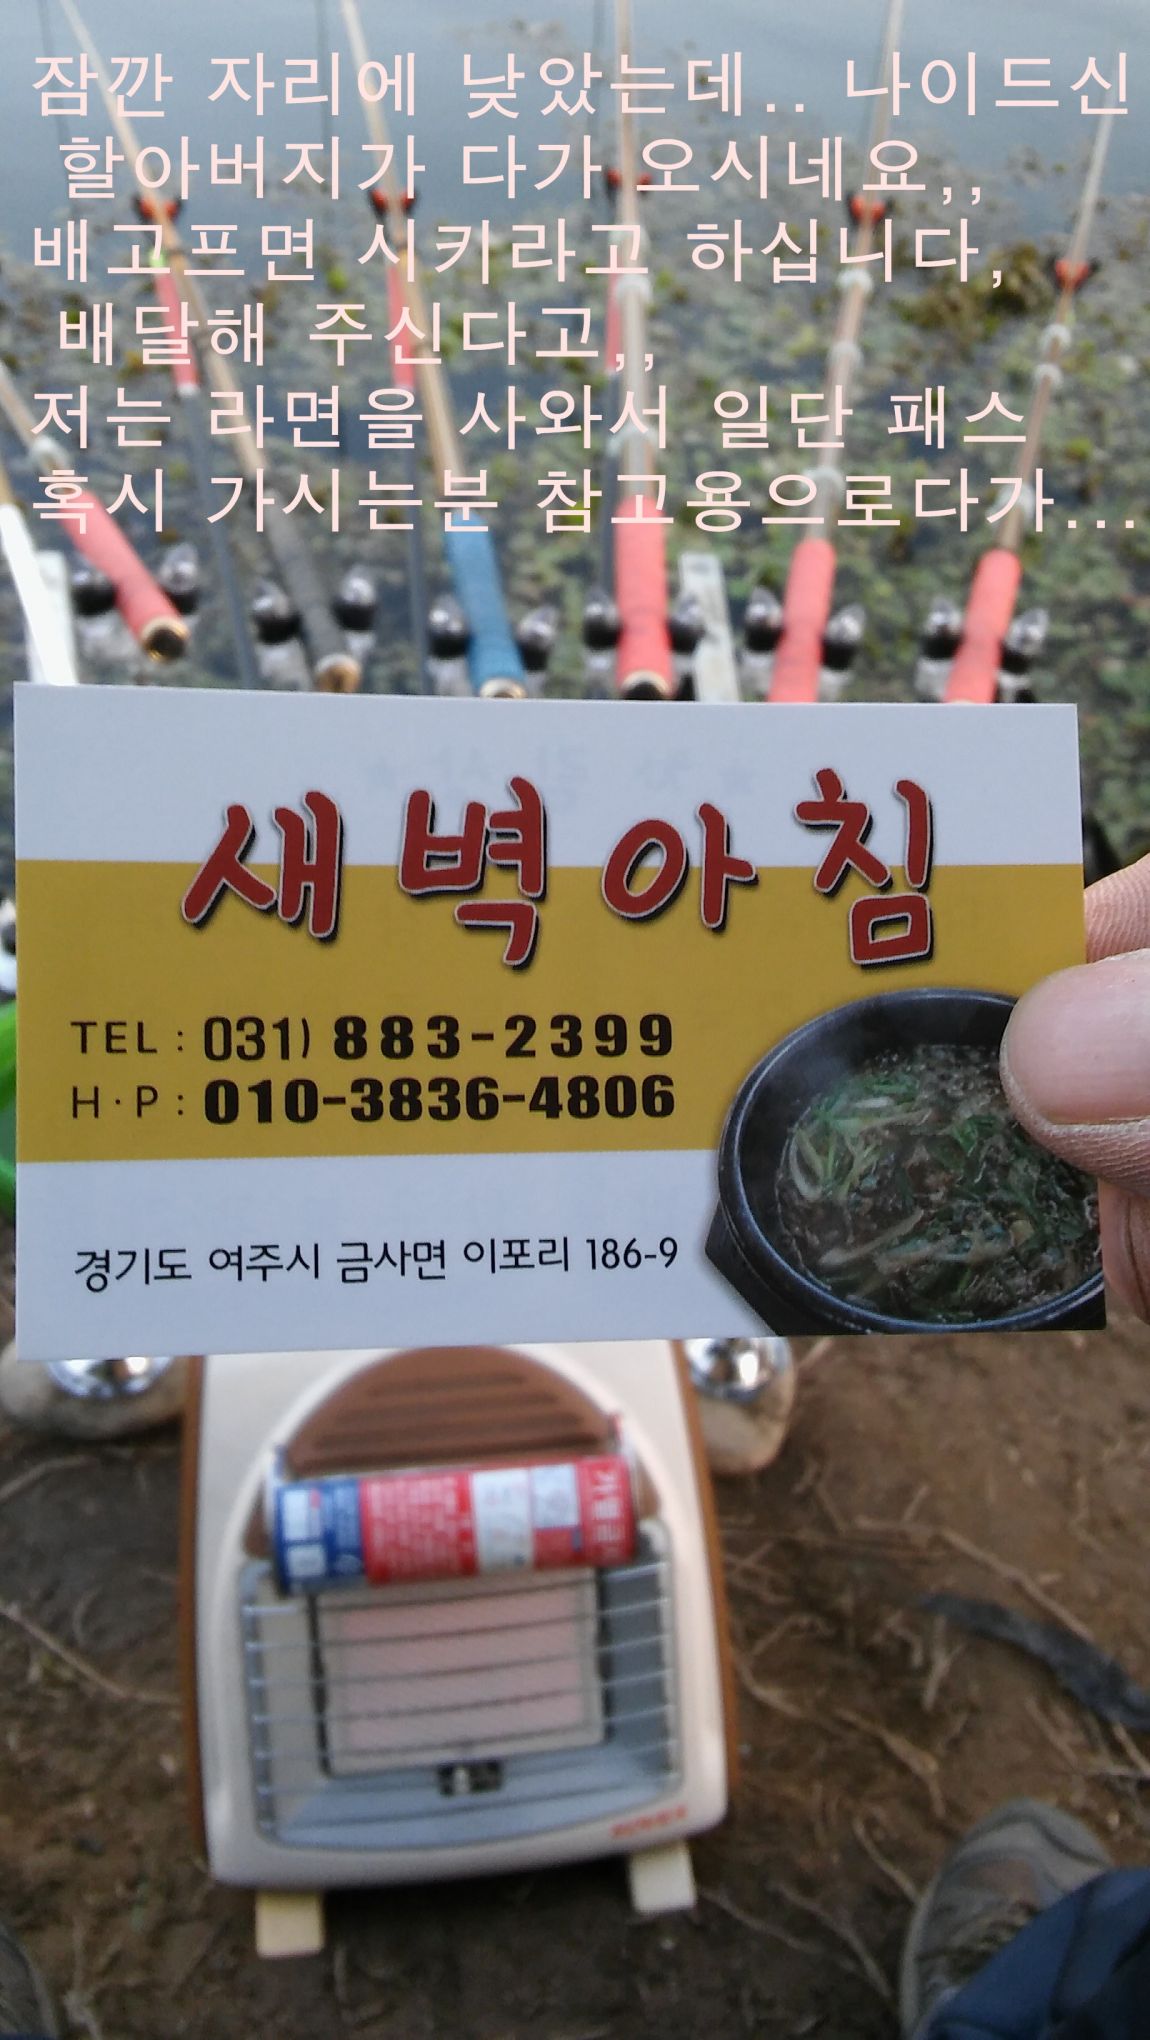 잠깐 자리에 낮았는데.. 나이드신
할아버지가 다가 오시네요,,
배고프면 시키라고 하십니다,
배달해 주신다고,,
저는 라면을 사와서 일단 패스
혹시 가시는분 참고용으로다가...
새벽아침
TEL : 031) 883-2399
H·P : 010-3836-4806
경기도 여주시 금사면 이포리 186-9